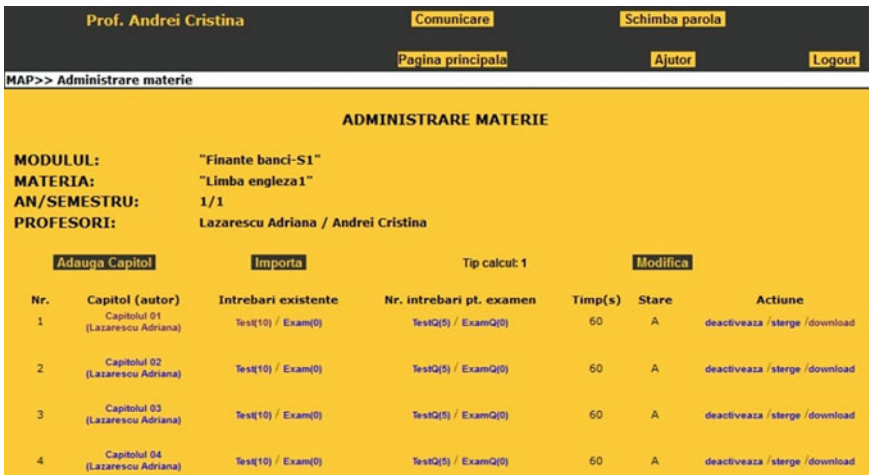 Prof. Andrei Cristina Comunicare Schimba parola
Pagina principala Ajutor Logout
MAP>> Administrare materie
ADMINISTRARE MATERIE
MODULUL: "Finante banci-S1"
MATERIA: "Limba engleza1"
AN/SEMESTRU: 1/1
PROFESORI: Lazarescu Adriana / Andrei Cristina
Adauga Capitol Importa Tip calcul: 1 Modifica
Nr. Capitol (autor) Intrebari existente Nr. intrebari pt. examen Timp(s) Stare Actiune
1 Capitolul 01 (Lazarescu Adriana) Test(10) / Exam(0) TestQ(5) / ExamQ(0) 60 A deactiveaza /sterge /download
2 Capitolul 02 (Lazarescu Adriana) Test(10) / Exam(0) TestQ(5) / ExamQ(0) 60 A deactiveaza /sterge /download
3 Capitolul 03 (Lazarescu Adriana) Test(10) / Exam(0) TestQ(5) / ExamQ(0) 60 A deactiveaza /sterge /download
4 Capitolul 04 (Lazarescu Adriana) Test(10) / Exam(0) TestQ(5) / ExamQ(0) 60 A deactiveaza /sterge /download